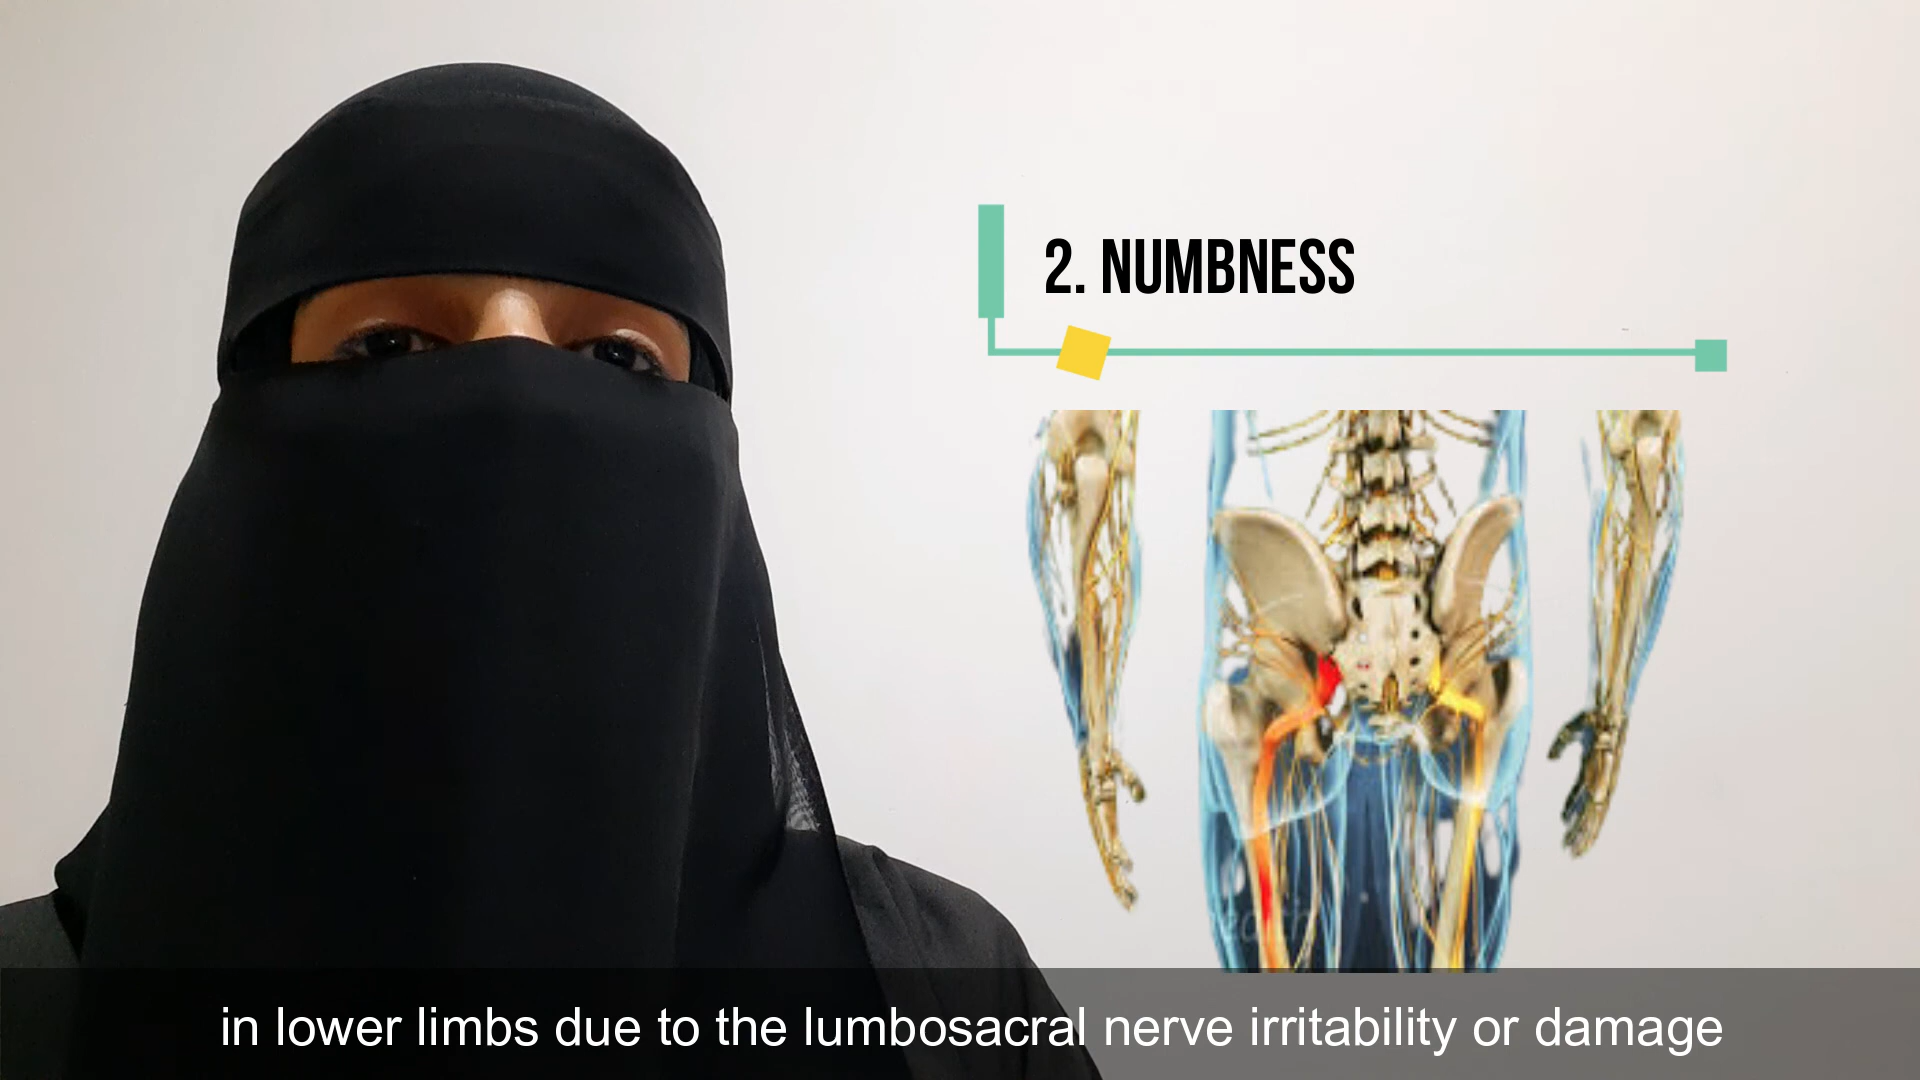 2. NUMBNESS
in lower limbs due to the lumbosacral nerve irritability or damage